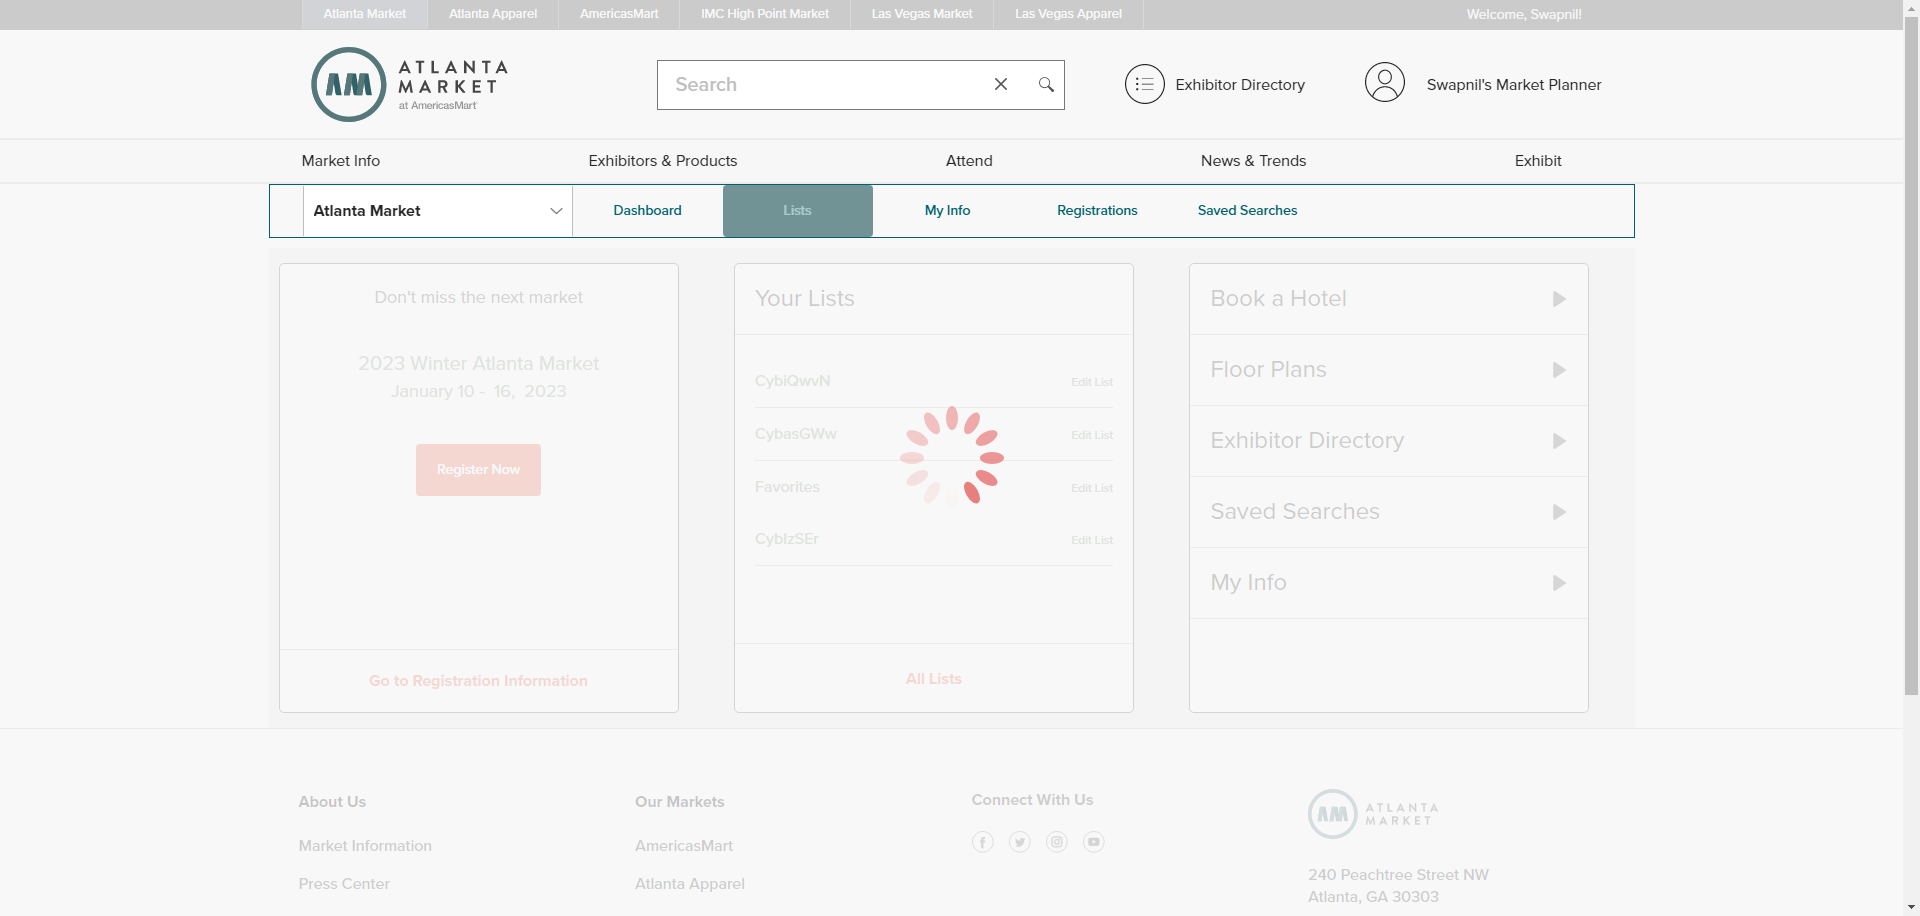 Atlanta Market
Atlanta Apparel
AmericasMart
IMC High Point Market
Las Vegas Market
Las Vegas Apparel
Welcome, Swapnil!
AM
ATLANTA
MARKET
at AmericasMart
Search
Exhibitor Directory
Swapnil's Market Planner
Market Info
Exhibitors & Products
Attend
News & Trends
Exhibit
Atlanta Market
Dashboard
Lists
My Info
Registrations
Saved Searches
Don't miss the next market
2023 Winter Atlanta Market
January 10 - 16, 2023
Register Now
Go to Registration Information
Your Lists
CybiQwvN
Edit List
CybasGWw
Edit List
Favorites
Edit List
CybIzSEr
Edit List
All Lists
Book a Hotel
Floor Plans
Exhibitor Directory
Saved Searches
My Info
About Us
Market Information
Press Center
Our Markets
AmericasMart
Atlanta Apparel
Connect With Us
AM
ATLANTA
MARKET
240 Peachtree Street NW
Atlanta, GA 30303